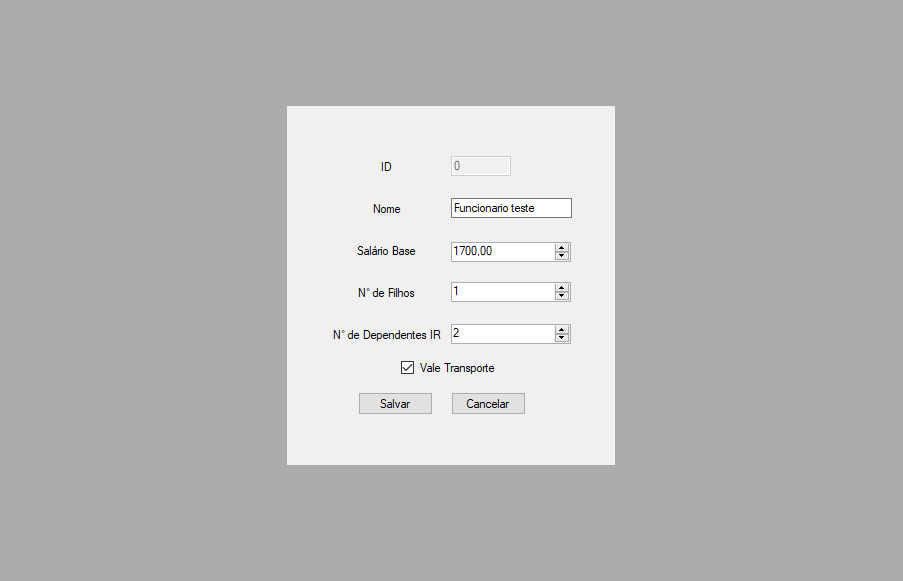 ID 0
Nome Funcionario teste
Salário Base 1700,00
N° de Filhos 1
N° de Dependentes IR 2
Vale Transporte
Salvar Cancelar